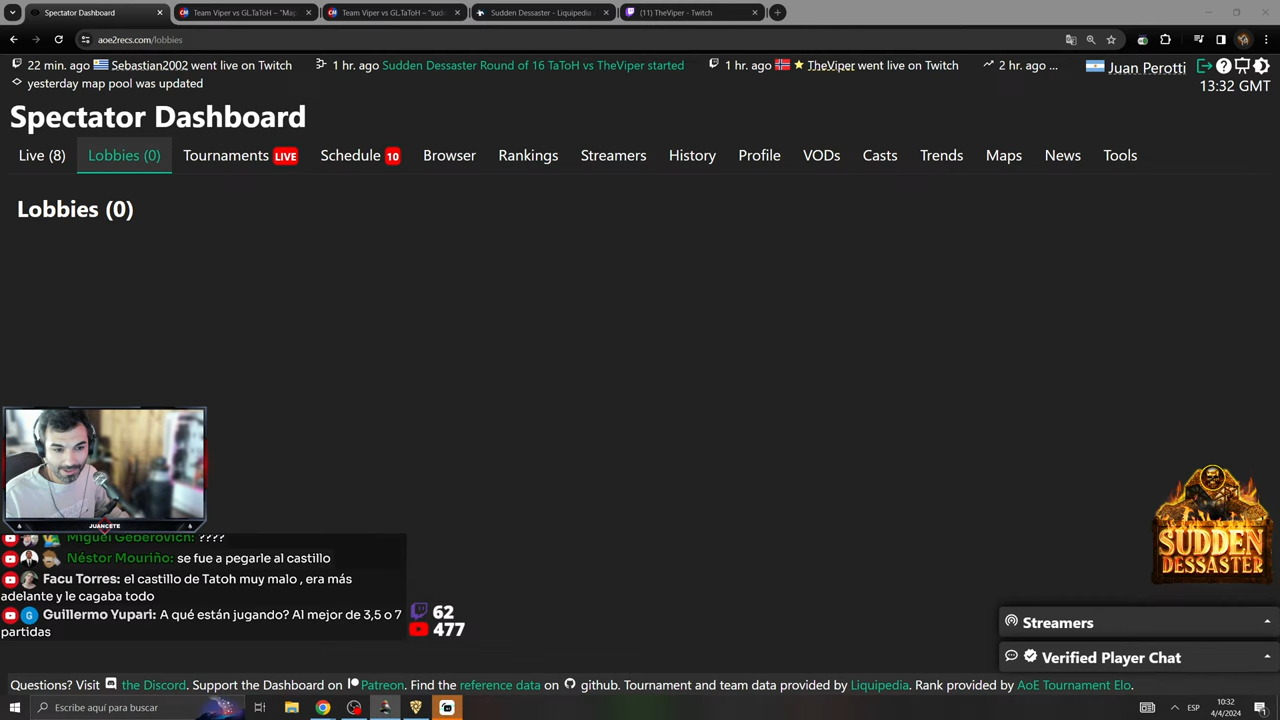 Spectator Dashboard
Team Viper vs GL.TaToH – "Map
Team Viper vs GL.TaToH – "sudd
Sudden Dessaster - Liquipedia
(11) TheViper - Twitch
aoe2recs.com/lobbies
22 min. ago Sebastian2002 went live on Twitch
1 hr. ago Sudden Dessaster Round of 16 TaToH vs TheViper started
1 hr. ago TheViper went live on Twitch
2 hr. ago ...
Juan Perotti
yesterday map pool was updated
13:32 GMT
Spectator Dashboard
Live (8) Lobbies (0) Tournaments LIVE Schedule 10 Browser Rankings Streamers History Profile VODs Casts Trends Maps News Tools
Lobbies (0)
JUANCETE
Miguel Geberovich: ????
Néstor Mouriño: se fue a pegarle al castillo
Facu Torres: el castillo de Tatoh muy malo , era más
adelante y le cagaba todo
G Guillermo Yupari: A qué están jugando? Al mejor de 3,5 o 7
partidas
62
477
SUDDEN
DESSASTER
Streamers
Verified Player Chat
Questions? Visit the Discord. Support the Dashboard on Patreon. Find the reference data on github. Tournament and team data provided by Liquipedia. Rank provided by AoE Tournament Elo.
Escribe aquí para buscar
ESP
10:32
4/4/2024
1